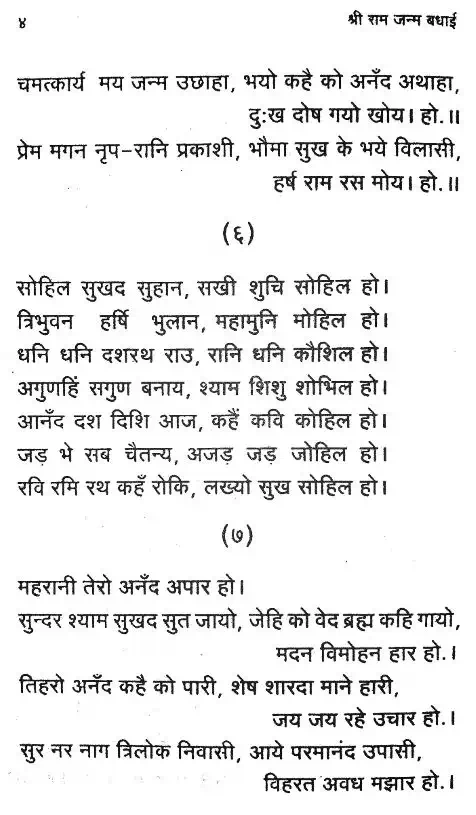 ४ श्री राम जन्म बधाई
चमत्कार्य मय जन्म उछाहा, भयो कहै को अनँद अथाहा,
दुःख दोष गयो खोय। हो.॥
प्रेम मगन नृप-रानि प्रकाशी, भौमा सुख के भये विलासी,
हर्ष राम रस मोय। हो.॥
(६)
सोहिल सुखद सुहान, सखी शुचि सोहिल हो।
त्रिभुवन हर्षि भुलान, महामुनि मोहिल हो।
धनि धनि दशरथ राउ, रानि धनि कौशिल हो।
अगुणहिं सगुण बनाय, श्याम शिशु शोभिल हो।
आनँद दश दिशि आज, कहैं कवि कोहिल हो।
जड़ भे सब चैतन्य, अजड़ जड़ जोहिल हो।
रवि रमि रथ कहँ रोकि, लख्यो सुख सोहिल हो।
(७)
महरानी तेरो अनँद अपार हो।
सुन्दर श्याम सुखद सुत जायो, जेहि को वेद ब्रह्म कहि गायो,
मदन विमोहन हार हो.।
तिहरो अनँद कहै को पारी, शेष शारदा माने हारी,
जय जय रहे उचार हो.।
सुर नर नाग त्रिलोक निवासी, आये परमानंद उपासी,
विहरत अवध मझार हो.।